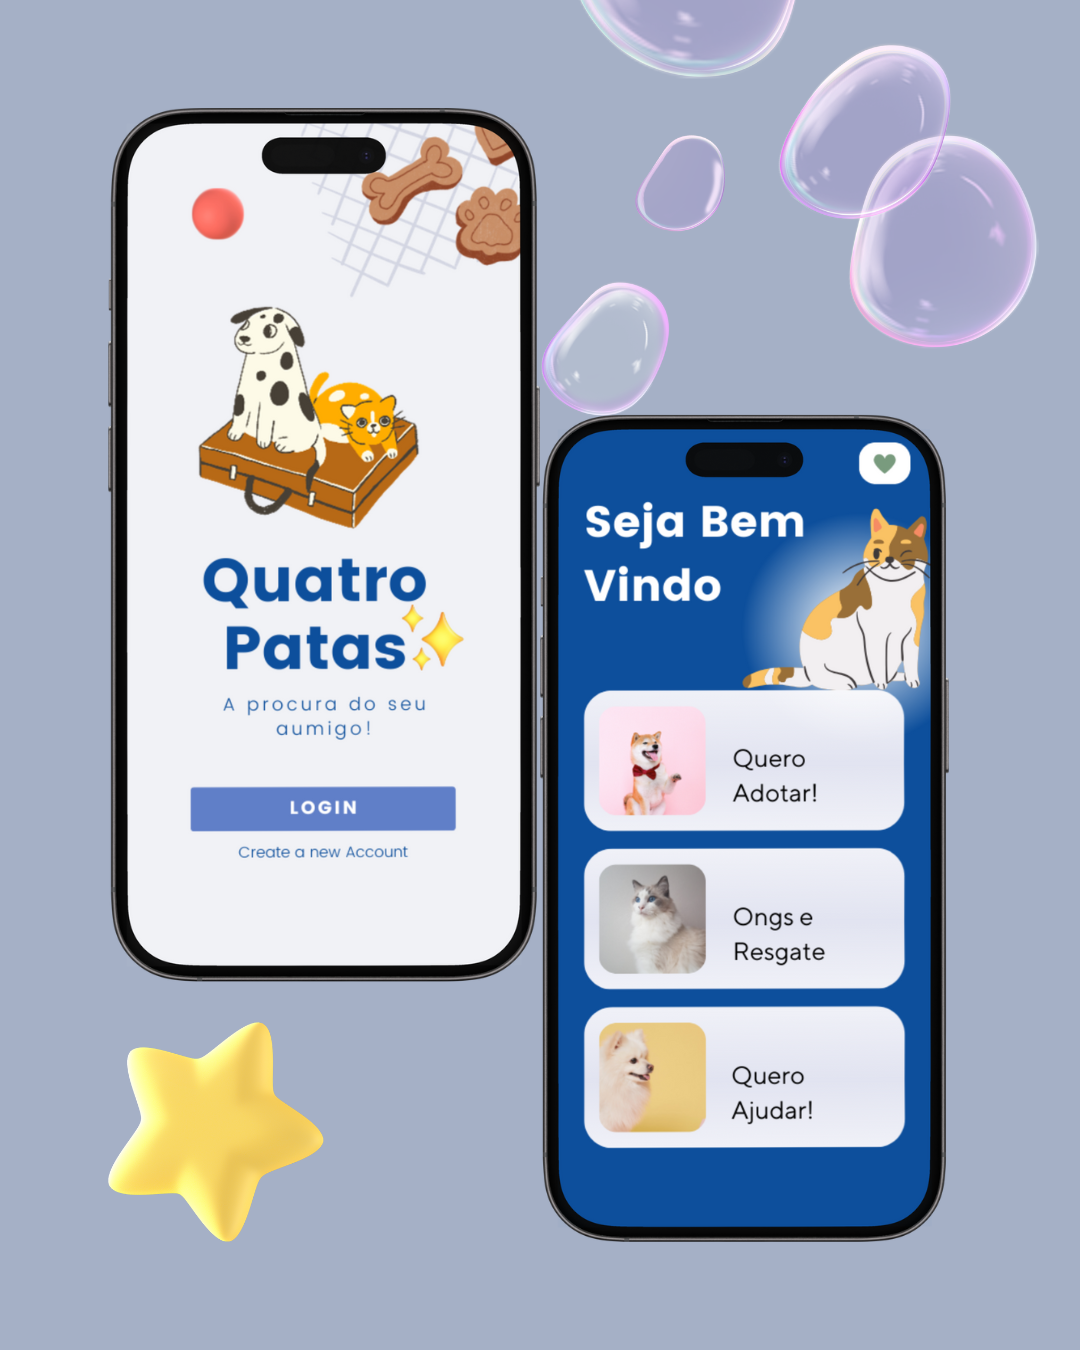 Quatro
Patas
A procura do seu
aumigo!
LOGIN
Create a new Account
Seja Bem
Vindo
Quero
Adotar!
Ongs e
Resgate
Quero
Ajudar!